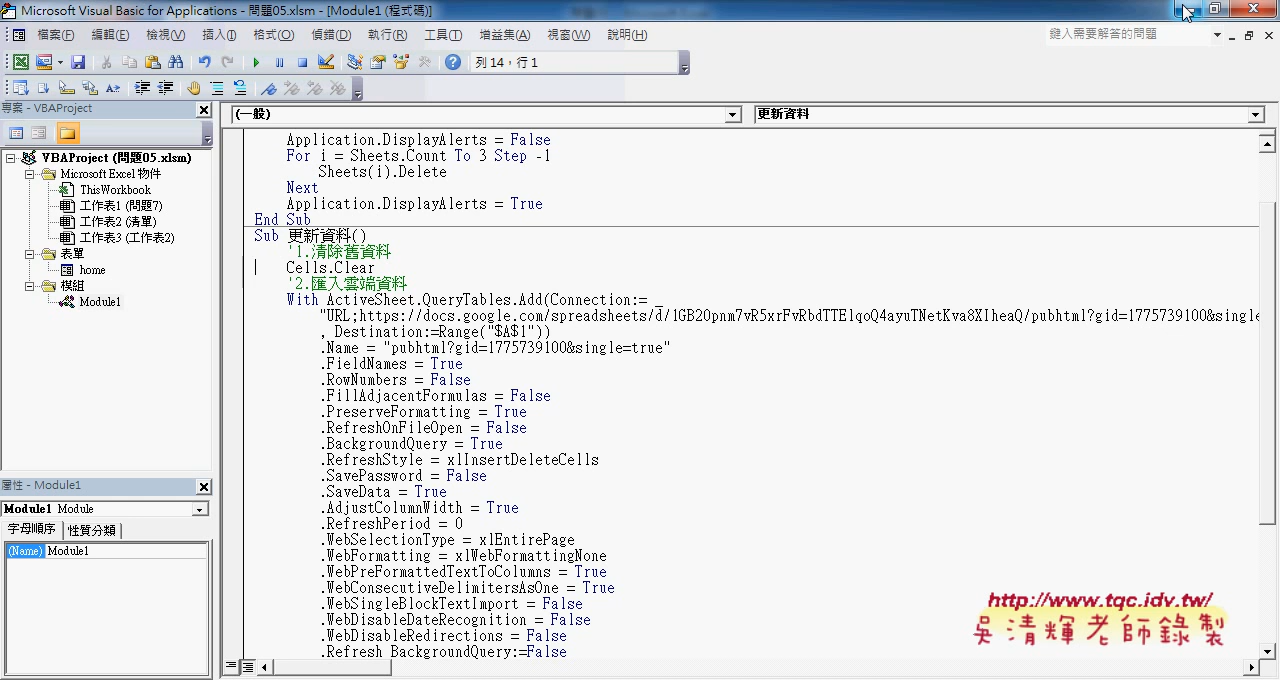 Microsoft Visual Basic for Applications - 問題05.xlsm - [Module1 (程式碼)]
檔案(F) 編輯(E) 檢視(V) 插入(I) 格式(O) 偵錯(D) 執行(R) 工具(T) 增益集(A) 視窗(W) 說明(H) 鍵入需要解答的問題
列 14，行 1
專案 - VBAProject
(一般) 更新資料
VBAProject (問題05.xlsm)
Microsoft Excel 物件
ThisWorkbook
工作表1 (問題7)
工作表2 (清單)
工作表3 (工作表2)
表單
home
模組
Module1
屬性 - Module1
Module1 Module
字母順序 性質分類
(Name) Module1
Application.DisplayAlerts = False
For i = Sheets.Count To 3 Step -1
Sheets(i).Delete
Next
Application.DisplayAlerts = True
End Sub
Sub 更新資料()
'1.清除舊資料
Cells.Clear
'2.匯入雲端資料
With ActiveSheet.QueryTables.Add(Connection:= _
"URL;https://docs.google.com/spreadsheets/d/1GB20pnm7vR5xrFvRbdTTElqoQ4ayuTNetKva8XIheaQ/pubhtml?gid=1775739100&single
, Destination:=Range("$A$1"))
.Name = "pubhtml?gid=1775739100&single=true"
.FieldNames = True
.RowNumbers = False
.FillAdjacentFormulas = False
.PreserveFormatting = True
.RefreshOnFileOpen = False
.BackgroundQuery = True
.RefreshStyle = xlInsertDeleteCells
.SavePassword = False
.SaveData = True
.AdjustColumnWidth = True
.RefreshPeriod = 0
.WebSelectionType = xlEntirePage
.WebFormatting = xlWebFormattingNone
.WebPreFormattedTextToColumns = True
.WebConsecutiveDelimitersAsOne = True
.WebSingleBlockTextImport = False
.WebDisableDateRecognition = False
.WebDisableRedirections = False
.Refresh BackgroundQuery:=False
http://www.tqc.idv.tw/
吳清輝老師錄製